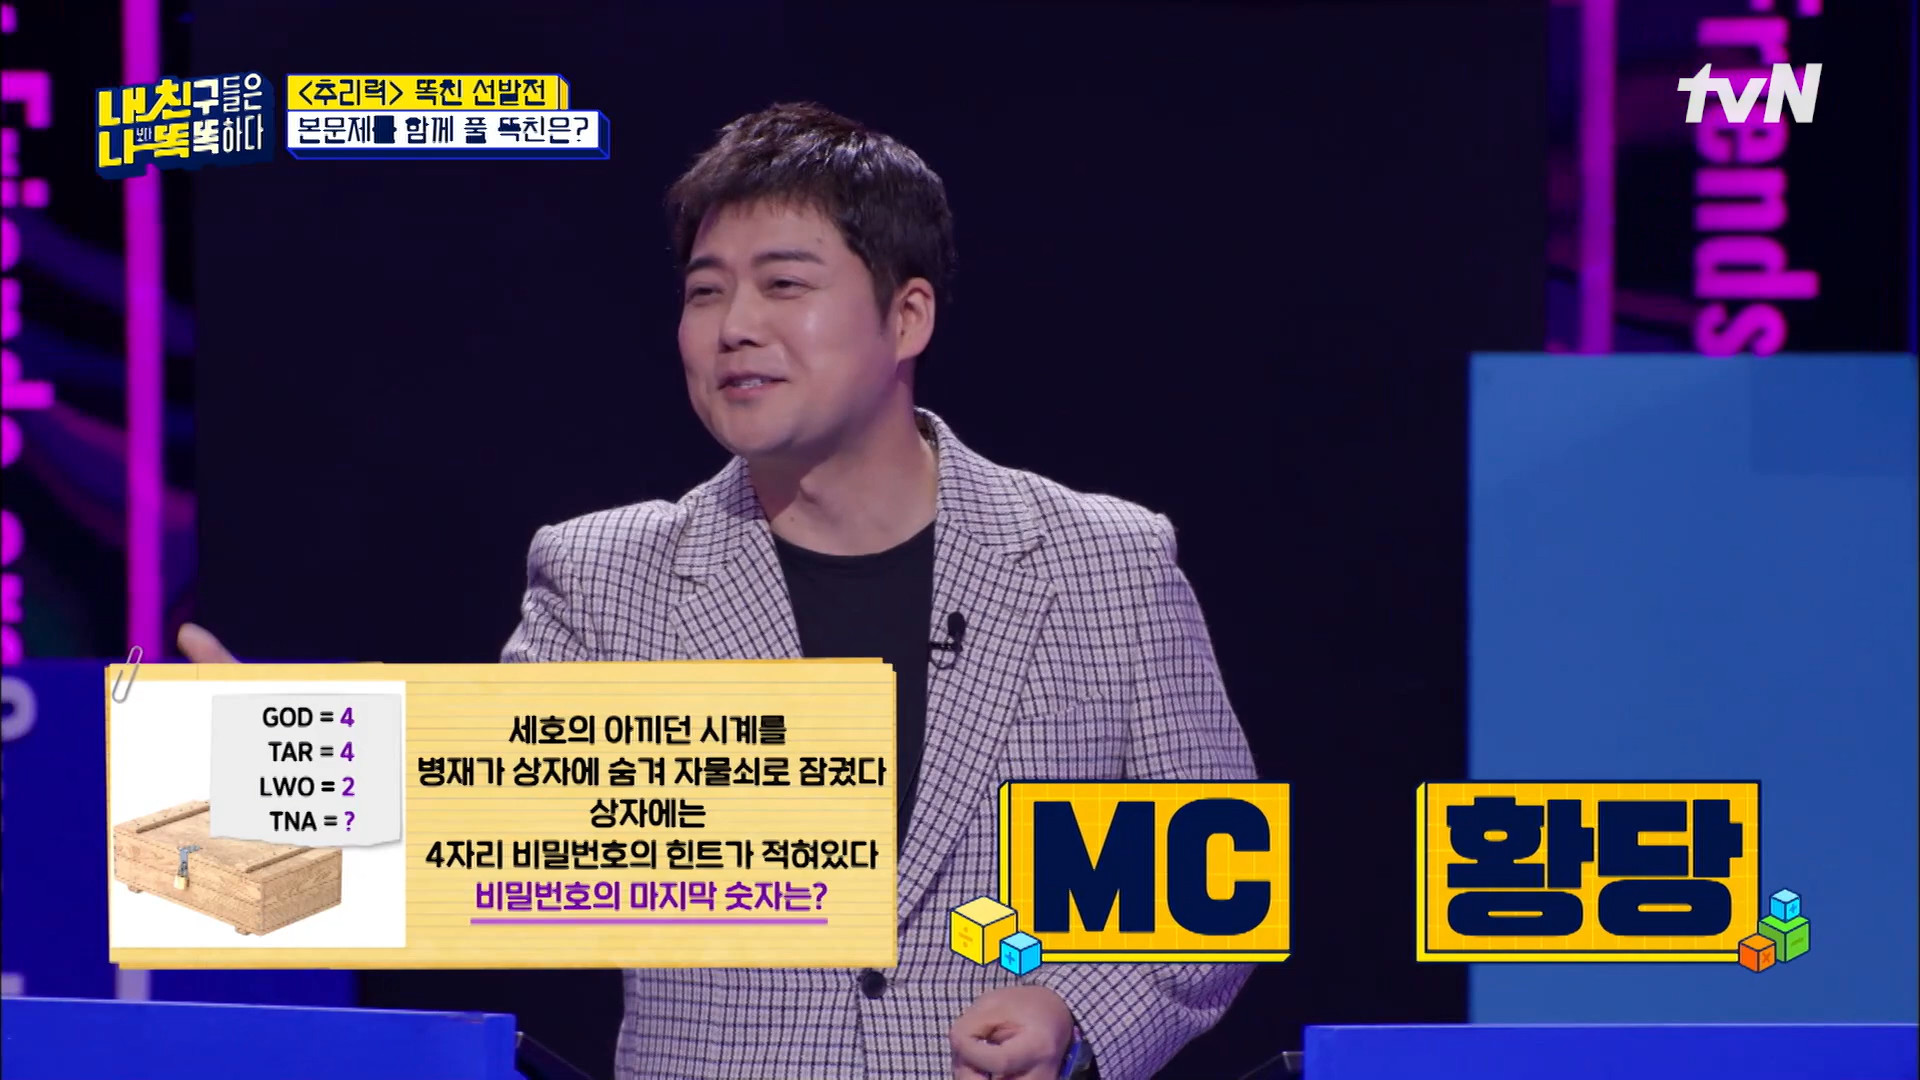 내 친구들은
나보다 똑똑하다
<추리력> 똑친 선발전
본문제를 함께 풀 똑친은?
tvN
Friends
GOD = 4
TAR = 4
LWO = 2
TNA = ?
세호의 아끼던 시계를
병재가 상자에 숨겨 자물쇠로 잠궜다
상자에는
4자리 비밀번호의 힌트가 적혀있다
비밀번호의 마지막 숫자는?
MC 황당